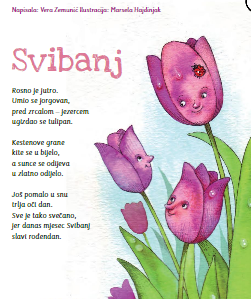 Napisala: Vera Zemunić Ilustracija: Marsela Hajdinjak
Svibanj
Rosno je jutro.
Umio se jorgovan,
pred zrcalom – jezercem
ugizdao se tulipan.
Kestenove grane
kite se u bijelo,
a sunce se odijeva
u zlatno odijelo.
Još pomalo u snu
trlja oči dan.
Sve je tako svečano,
jer danas mjesec Svibanj
slavi rođendan.